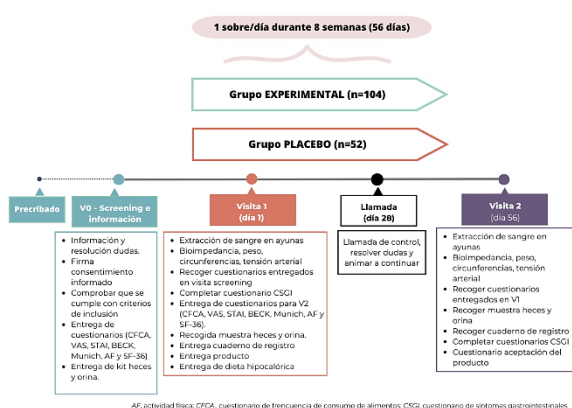 1 sobre/día durante 8 semanas (56 días)
Grupo EXPERIMENTAL (n=104)
Grupo PLACEBO (n=52)
Precribado
V0 - Screening e
información
Visita 1
(día 1)
Llamada
(día 28)
Visita 2
(día 56)
• Información y
resolución dudas.
• Firma
consentimiento
informado
• Comprobar que se
cumple con criterios
de inclusión
• Entrega de
cuestionarios (CFCA,
VAS, STAI, BECK,
Munich, AF y SF-36)
• Entrega de kit heces
y orina.
• Extracción de sangre en ayunas
• Bioimpedancia, peso,
circunferencias, tensión arterial
• Recoger cuestionarios entregados
en visita screening
• Completar cuestionario CSGI
• Entrega de cuestionarios para V2
(CFCA, VAS, STAI, BECK, Munich, AF y
SF-36).
• Recogida muestra heces y orina.
• Entrega cuaderno de registro
• Entrega producto
• Entrega de dieta hipocalórica
Llamada de control,
resolver dudas y
animar a continuar
• Extracción de sangre en
ayunas
• Bioimpedancia, peso,
circunferencias, tensión
arterial
• Recoger cuestionarios
entregados en V1
• Recoger muestra heces y
orina
• Recoger cuaderno de registro
• Completar cuestionarios CSGI
• Cuestionario aceptación del
producto
AF, actividad física; CFCA, cuestionario de frencuencia de consumo de alimentos; CSGI, cuestionario de síntomas gastrointestinales